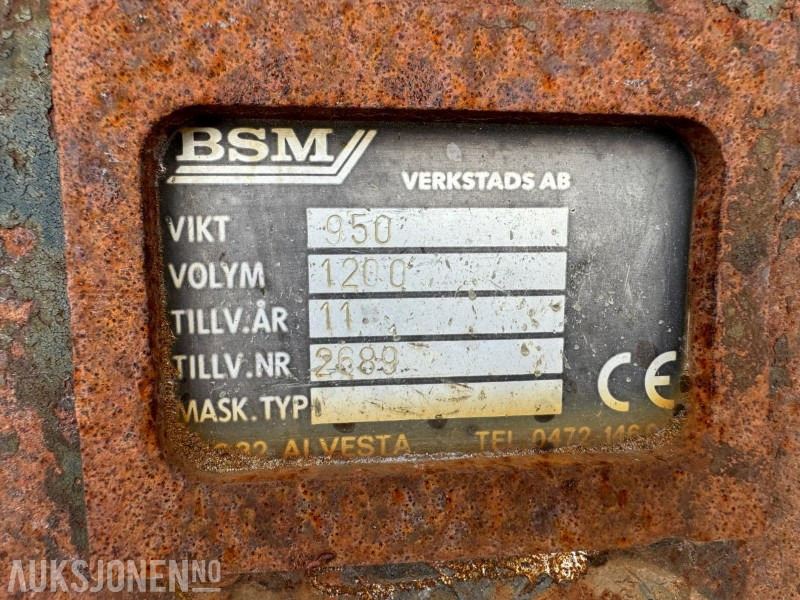 BSM
VERKSTADS AB
VIKT 950
VOLYM 1200
TILLV.ÅR 11
TILLV.NR 2689
MASK.TYP
ALVESTA TEL 0472
CE
AUKSJONEN.NO